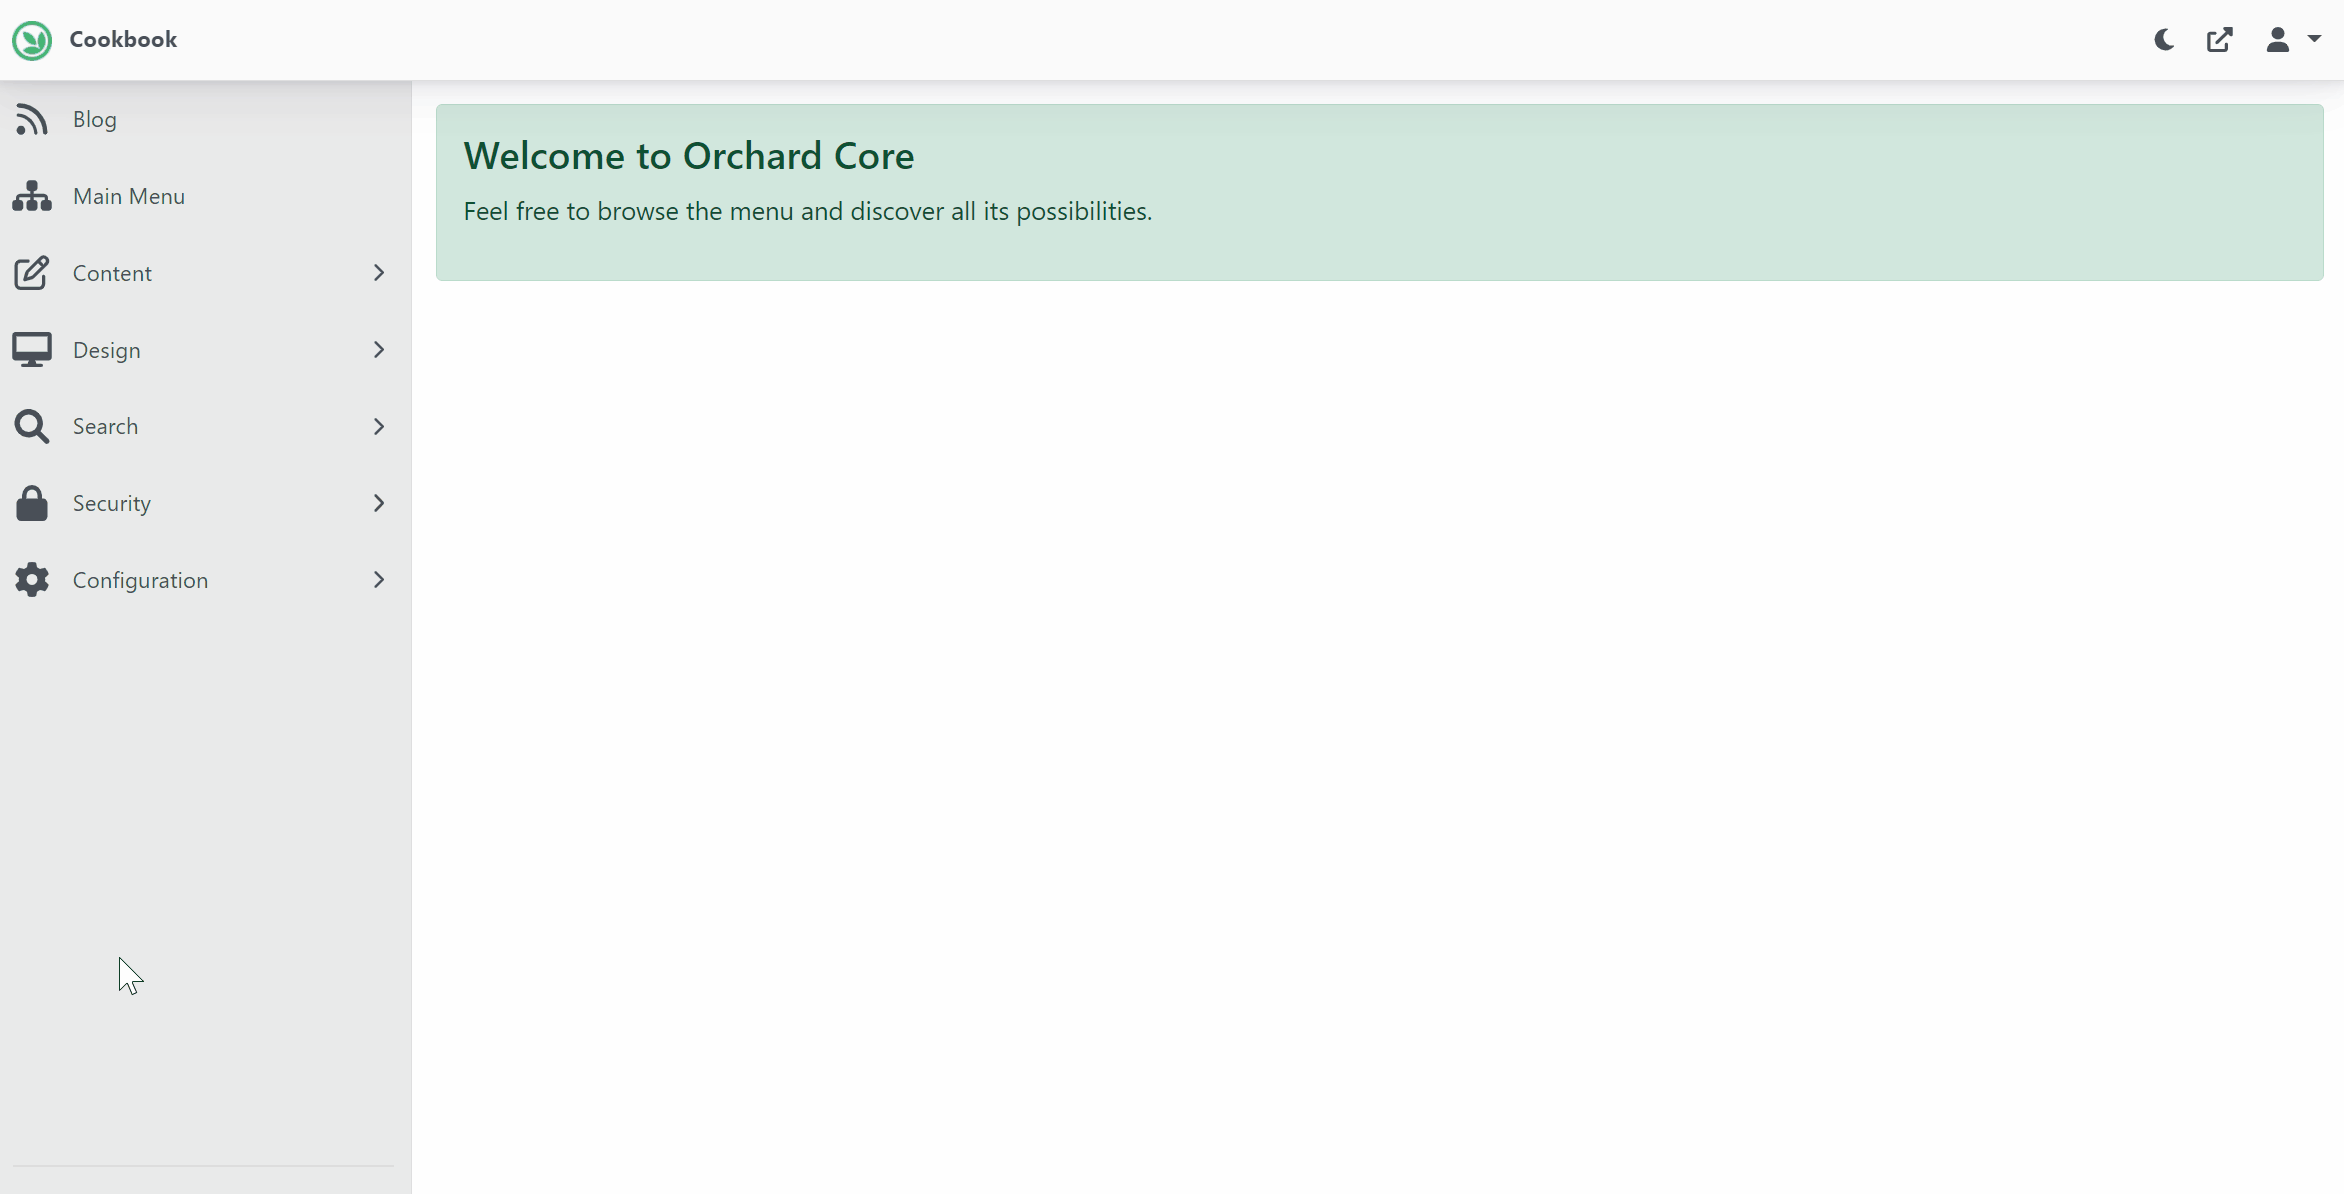 Cookbook
Blog
Main Menu
Content
Design
Search
Security
Configuration
Welcome to Orchard Core
Feel free to browse the menu and discover all its possibilities.